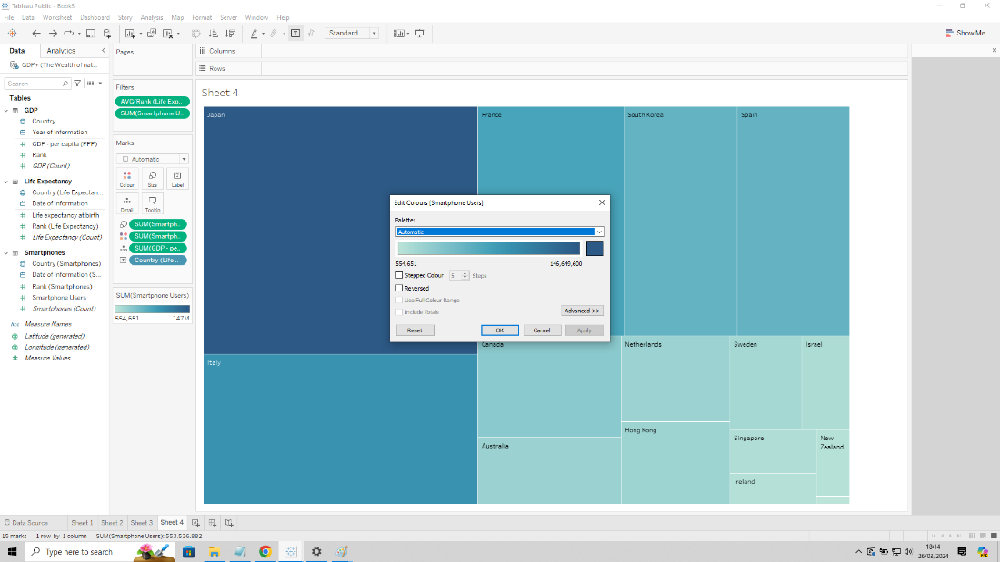 Tableau Public - Book5
File Data Worksheet Dashboard Story Analysis Map Format Server Window Help
Standard
Show Me
Data Analytics
GDP+ (The Wealth of nat...
Search
Tables
GDP
Country
Year of Information
GDP - per capita (PPP)
Rank
GDP (Count)
Life Expectancy
Country (Life Expectan...
Date of Information
Life expectancy at birth
Rank (Life Expectancy)
Life Expectancy (Count)
Smartphones
Country (Smartphones)
Date of Information (S...
Rank (Smartphones)
Smartphone Users
Smartphones (Count)
Abc Measure Names
Latitude (generated)
Longitude (generated)
Measure Values
Pages
Filters
AVG(Rank (Life Exp..
SUM(Smartphone U..
Marks
Automatic
Colour Size Label
Detail Tooltip
SUM(Smartph..
SUM(Smartph..
SUM(GDP - pe..
Country (Life ..
SUM(Smartphone Users)
554,651 147M
Columns
Rows
Sheet 4
Japan
France
South Korea
Spain
Italy
Canada
Netherlands
Sweden
Israel
Hong Kong
Australia
Singapore
New
Zealand
Ireland
Edit Colours [Smartphone Users]
Palette:
Automatic
554,651 146,649,600
Stepped Colour 5 Steps
Reversed
Use Full Colour Range
Include Totals
Advanced >>
Reset OK Cancel Apply
Data Source Sheet 1 Sheet 2 Sheet 3 Sheet 4
15 marks 1 row by 1 column SUM(Smartphone Users): 553,536,882
Type here to search
18:14
26/03/2024